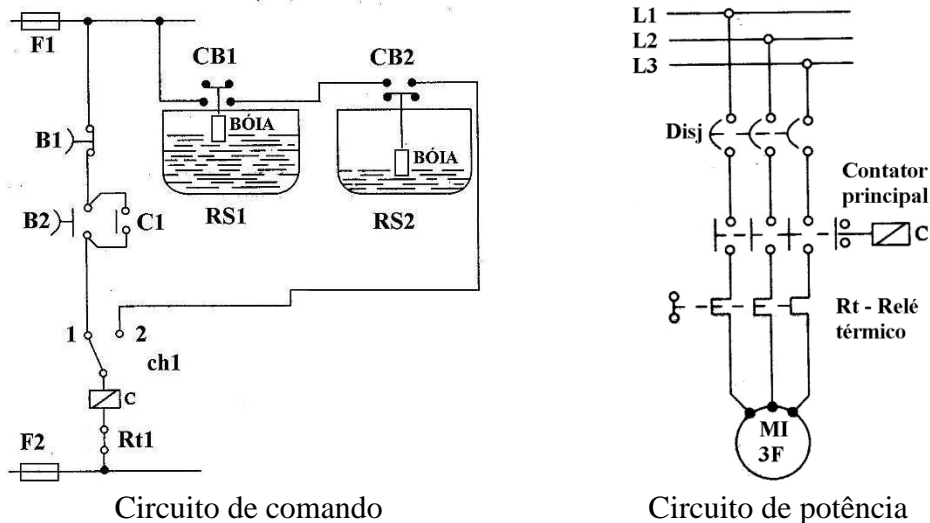 F1
CB1
CB2
B1
BÓIA
BÓIA
B2
C1
RS1
RS2
1
2
ch1
C
F2
Rt1
Circuito de comando
L1
L2
L3
Disj
Contator
principal
C
Rt - Relé
térmico
MI
3F
Circuito de potência